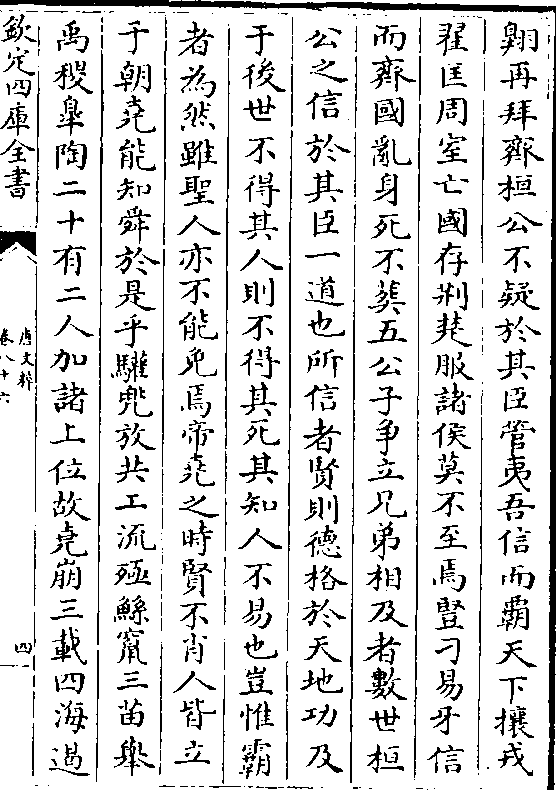 翺再拜齊桓公不疑於其臣管夷吾信而霸天下攘戎
翟匡周室亡國存荆楚服諸侯莫不至焉豎刁易牙信
而齊國亂身死不葬五公子争立兄弟相及者數世桓
公之信於其臣一道也所信者賢則德格於天地功及
于後世不得其人則不得其死其知人不易也豈惟霸
者為然雖聖人亦不能免焉帝堯之時賢不肖人皆立
于朝堯能知舜於是乎驩兠放共工流殛鯀竄三苗舉
禹稷臯陶二十有二人加諸上位故堯崩三載四海遏
欽定四庫全書
唐文粹
卷八十六
四